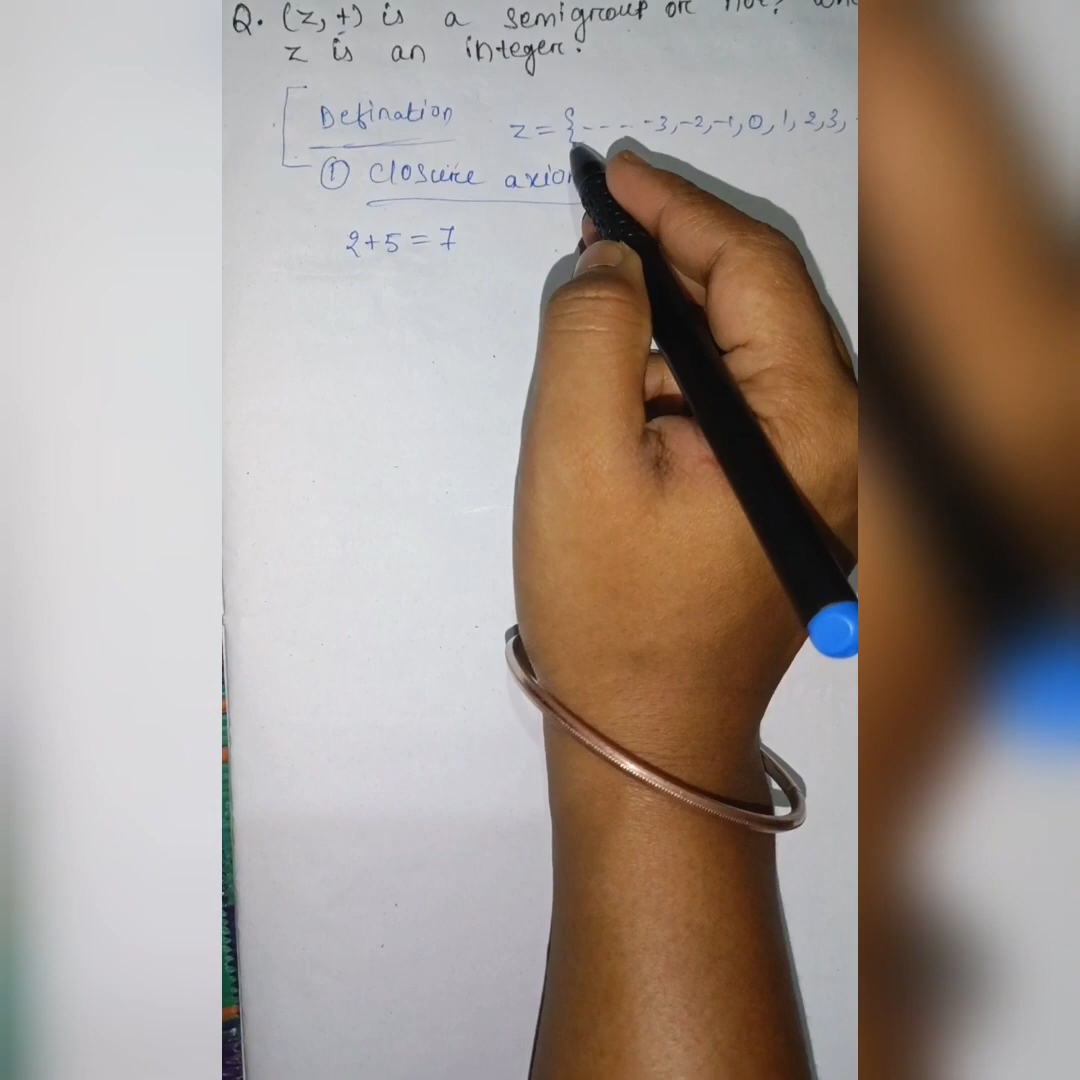 Q. (z, +) is a semigroup or not?
z is an integer.
Defination
z = {---- -3, -2, -1, 0, 1, 2, 3,
① Closure axio
2 + 5 = 7